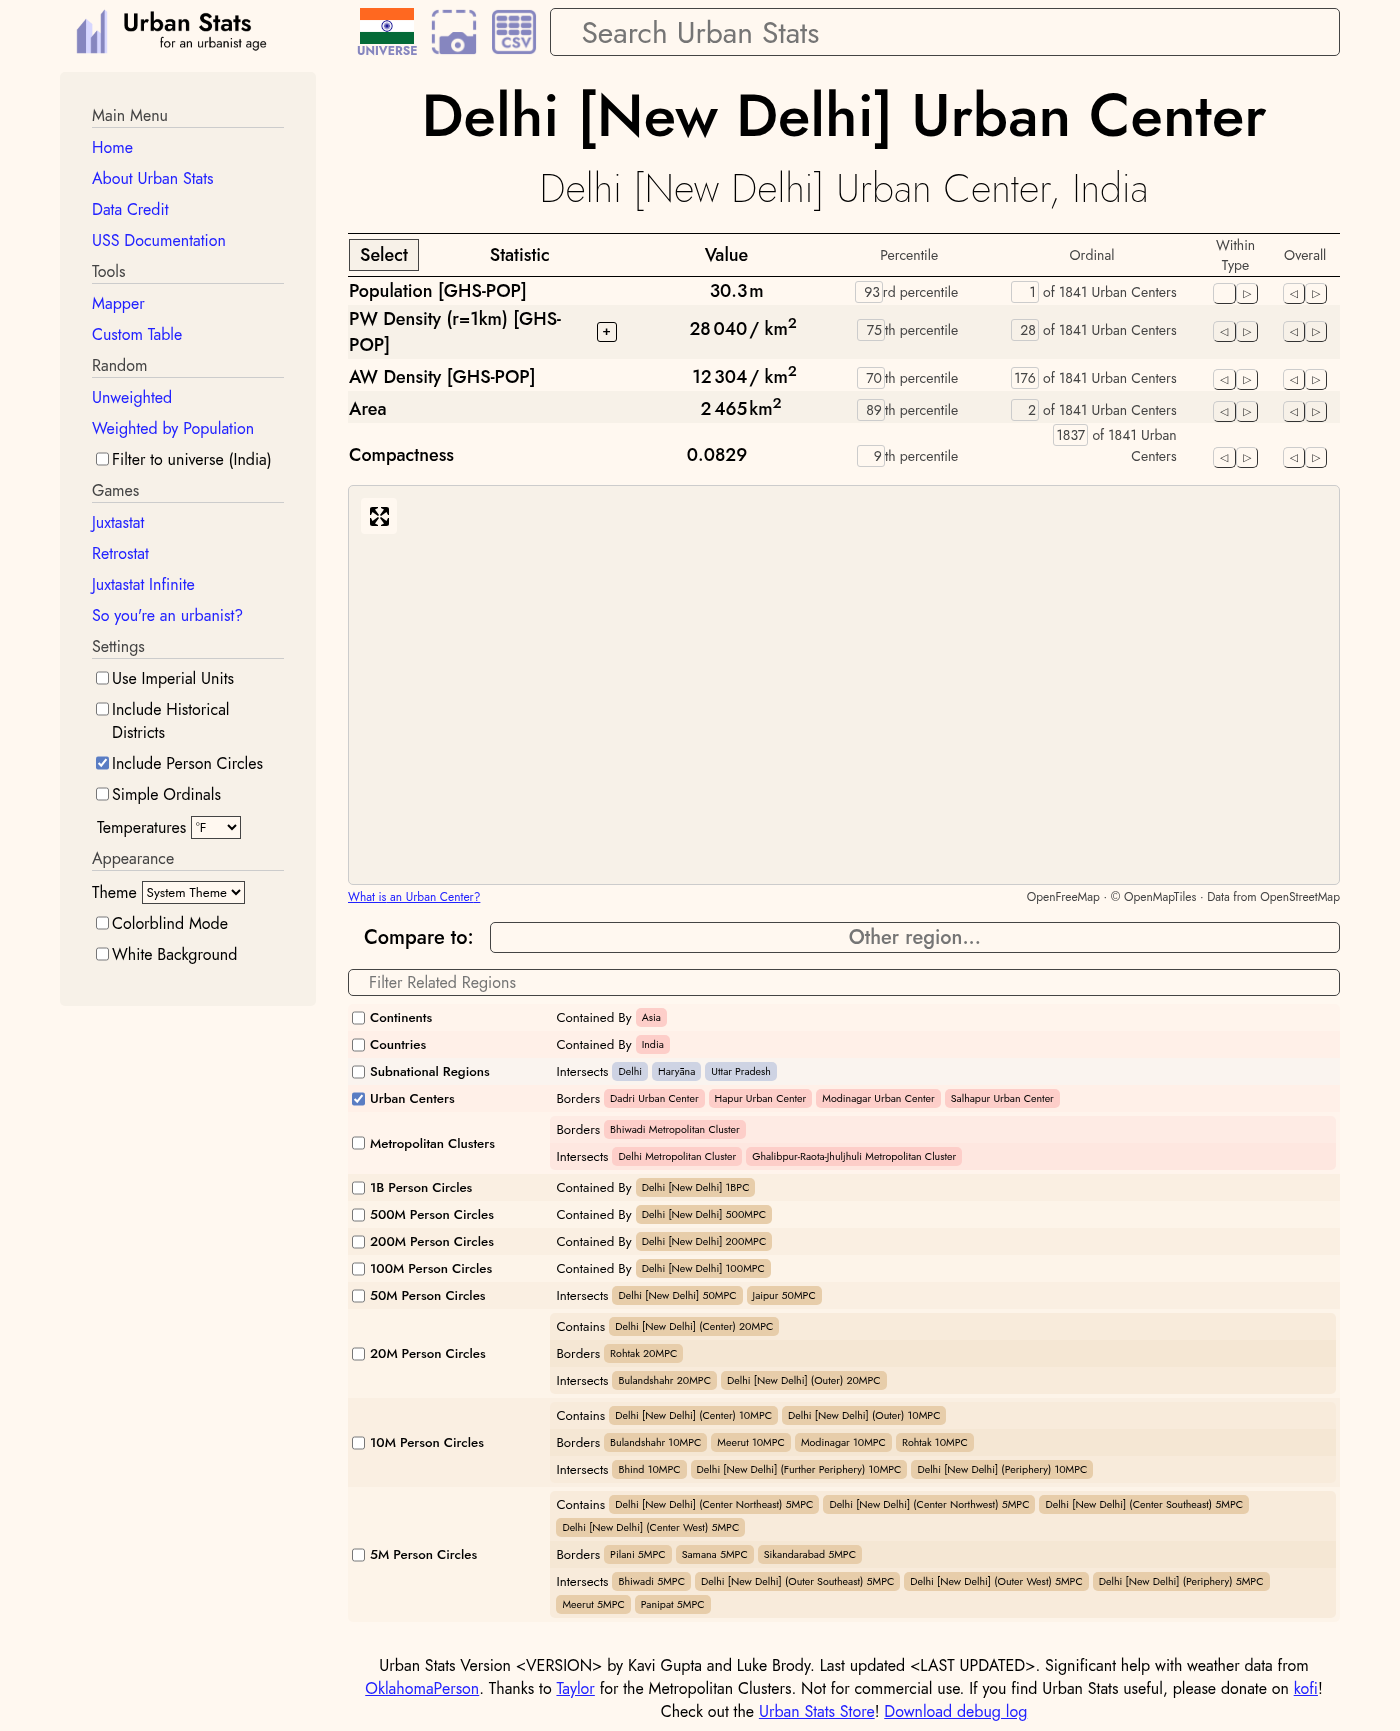 Urban Stats
for an urbanist age
UNIVERSE
CSV
Search Urban Stats
Main Menu
Home
About Urban Stats
Data Credit
USS Documentation
Tools
Mapper
Custom Table
Random
Unweighted
Weighted by Population
Filter to universe (India)
Games
Juxtastat
Retrostat
Juxtastat Infinite
So you're an urbanist?
Settings
Use Imperial Units
Include Historical
Districts
Include Person Circles
Simple Ordinals
Temperatures °F
Appearance
Theme System Theme
Colorblind Mode
White Background
Delhi [New Delhi] Urban Center
Delhi [New Delhi] Urban Center, India
Select Statistic Value Percentile Ordinal Within Type Overall
Population [GHS-POP] 30.3m 93rd percentile 1 of 1841 Urban Centers
PW Density (r=1km) [GHS-POP] + 28 040/ km² 75th percentile 28 of 1841 Urban Centers
AW Density [GHS-POP] 12 304/ km² 70th percentile 176 of 1841 Urban Centers
Area 2 465km² 89th percentile 2 of 1841 Urban Centers
Compactness 0.0829 9th percentile 1837 of 1841 Urban Centers
What is an Urban Center?
OpenFreeMap · © OpenMapTiles · Data from OpenStreetMap
Compare to: Other region...
Filter Related Regions
Continents Contained By Asia
Countries Contained By India
Subnational Regions Intersects Delhi Haryāna Uttar Pradesh
Urban Centers Borders Dadri Urban Center Hapur Urban Center Modinagar Urban Center Salhapur Urban Center
Metropolitan Clusters
Borders Bhiwadi Metropolitan Cluster
Intersects Delhi Metropolitan Cluster Ghalibpur-Raota-Jhuljhuli Metropolitan Cluster
1B Person Circles Contained By Delhi [New Delhi] 1BPC
500M Person Circles Contained By Delhi [New Delhi] 500MPC
200M Person Circles Contained By Delhi [New Delhi] 200MPC
100M Person Circles Contained By Delhi [New Delhi] 100MPC
50M Person Circles Intersects Delhi [New Delhi] 50MPC Jaipur 50MPC
20M Person Circles
Contains Delhi [New Delhi] (Center) 20MPC
Borders Rohtak 20MPC
Intersects Bulandshahr 20MPC Delhi [New Delhi] (Outer) 20MPC
10M Person Circles
Contains Delhi [New Delhi] (Center) 10MPC Delhi [New Delhi] (Outer) 10MPC
Borders Bulandshahr 10MPC Meerut 10MPC Modinagar 10MPC Rohtak 10MPC
Intersects Bhind 10MPC Delhi [New Delhi] (Further Periphery) 10MPC Delhi [New Delhi] (Periphery) 10MPC
5M Person Circles
Contains Delhi [New Delhi] (Center Northeast) 5MPC Delhi [New Delhi] (Center Northwest) 5MPC Delhi [New Delhi] (Center Southeast) 5MPC
Delhi [New Delhi] (Center West) 5MPC
Borders Pilani 5MPC Samana 5MPC Sikandarabad 5MPC
Intersects Bhiwadi 5MPC Delhi [New Delhi] (Outer Southeast) 5MPC Delhi [New Delhi] (Outer West) 5MPC Delhi [New Delhi] (Periphery) 5MPC
Meerut 5MPC Panipat 5MPC
Urban Stats Version <VERSION> by Kavi Gupta and Luke Brody. Last updated <LAST UPDATED>. Significant help with weather data from
OklahomaPerson. Thanks to Taylor for the Metropolitan Clusters. Not for commercial use. If you find Urban Stats useful, please donate on kofi!
Check out the Urban Stats Store! Download debug log